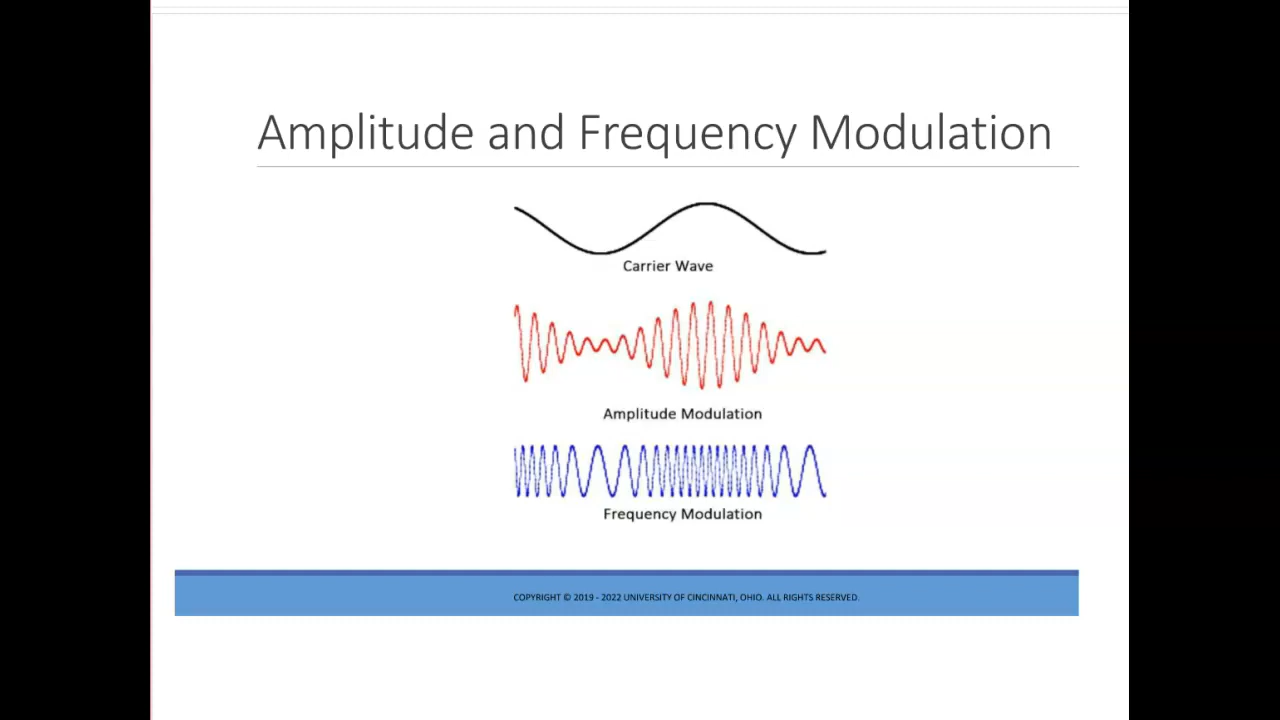 Amplitude and Frequency Modulation
Carrier Wave
Amplitude Modulation
Frequency Modulation
COPYRIGHT © 2019 - 2022 UNIVERSITY OF CINCINNATI, OHIO. ALL RIGHTS RESERVED.